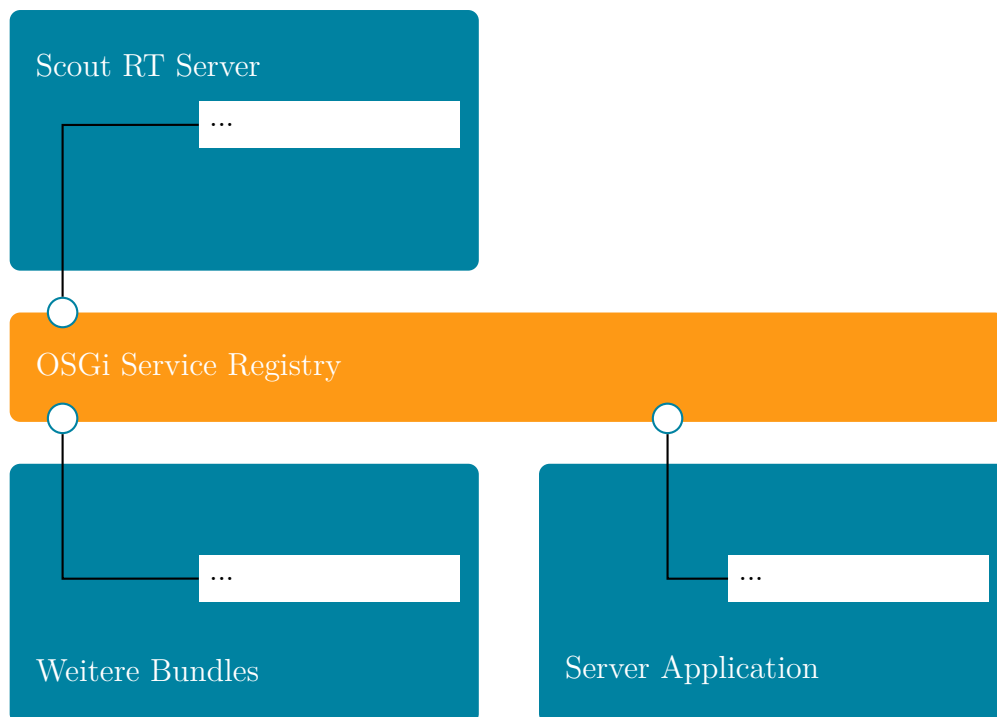 Scout RT Server
...
OSGi Service Registry
...
...
Weitere Bundles
Server Application